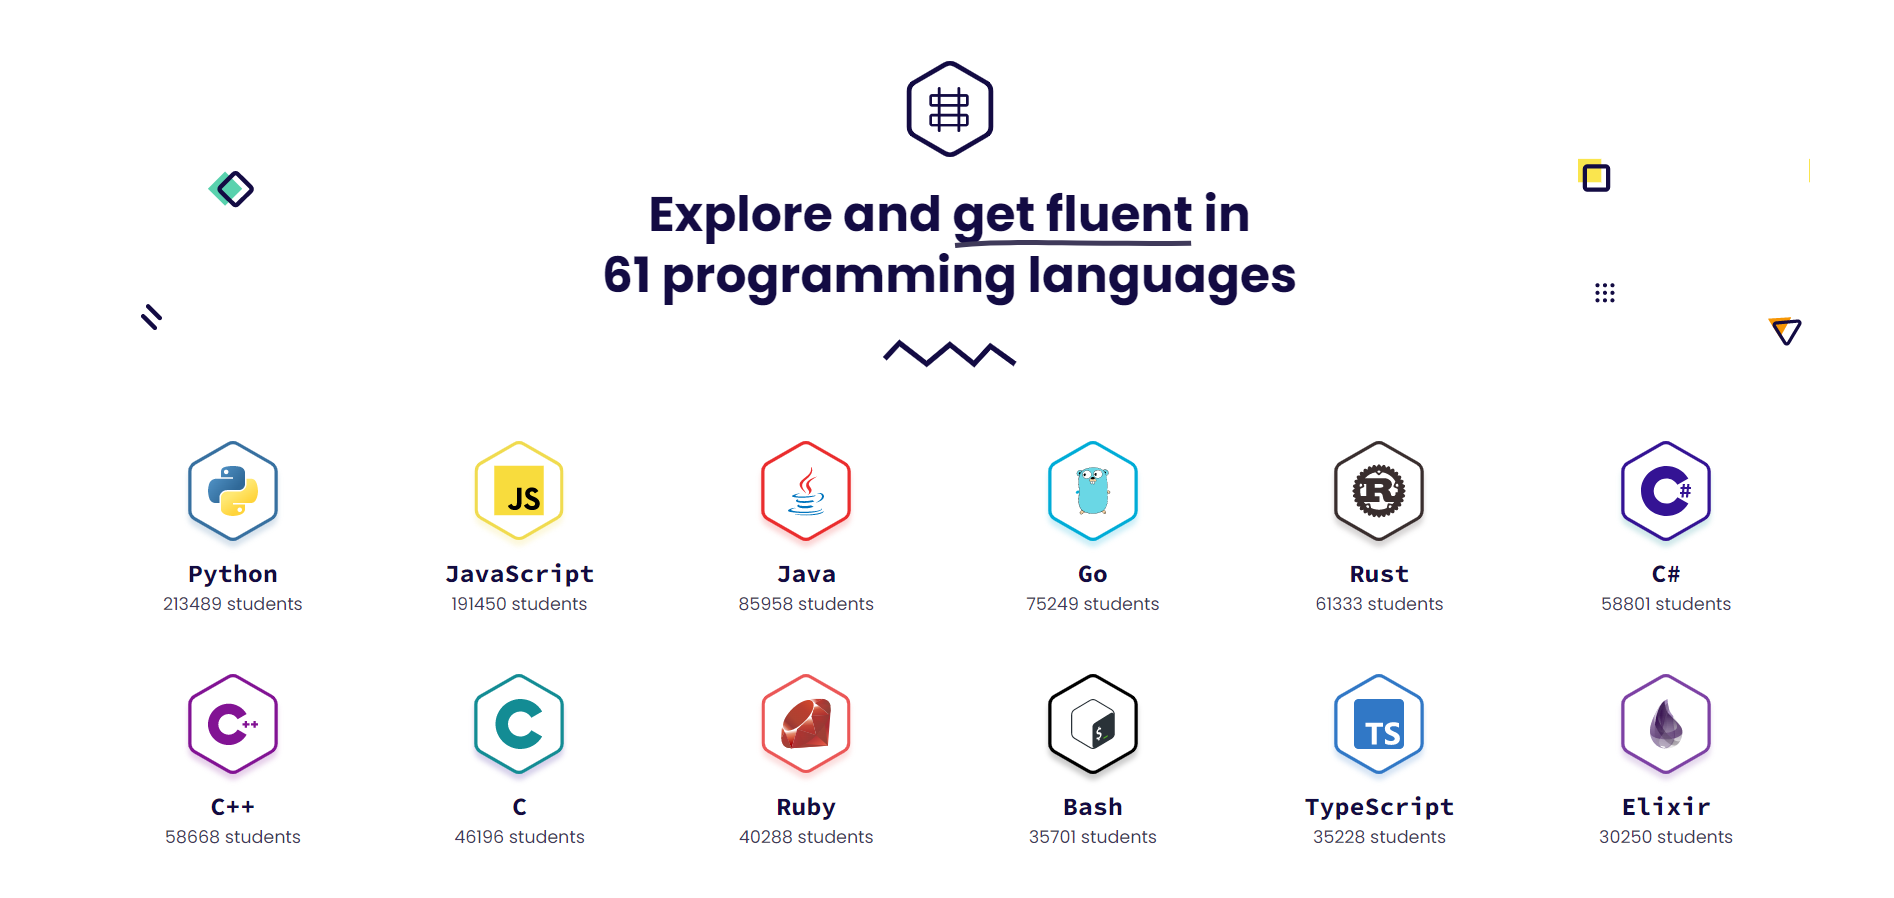 Explore and get fluent in
61 programming languages
JS
Python
JavaScript
Java
Go
Rust
C#
213489 students
191450 students
85958 students
75249 students
61333 students
58801 students
TS
C++
C
Ruby
Bash
TypeScript
Elixir
58668 students
46196 students
40288 students
35701 students
35228 students
30250 students